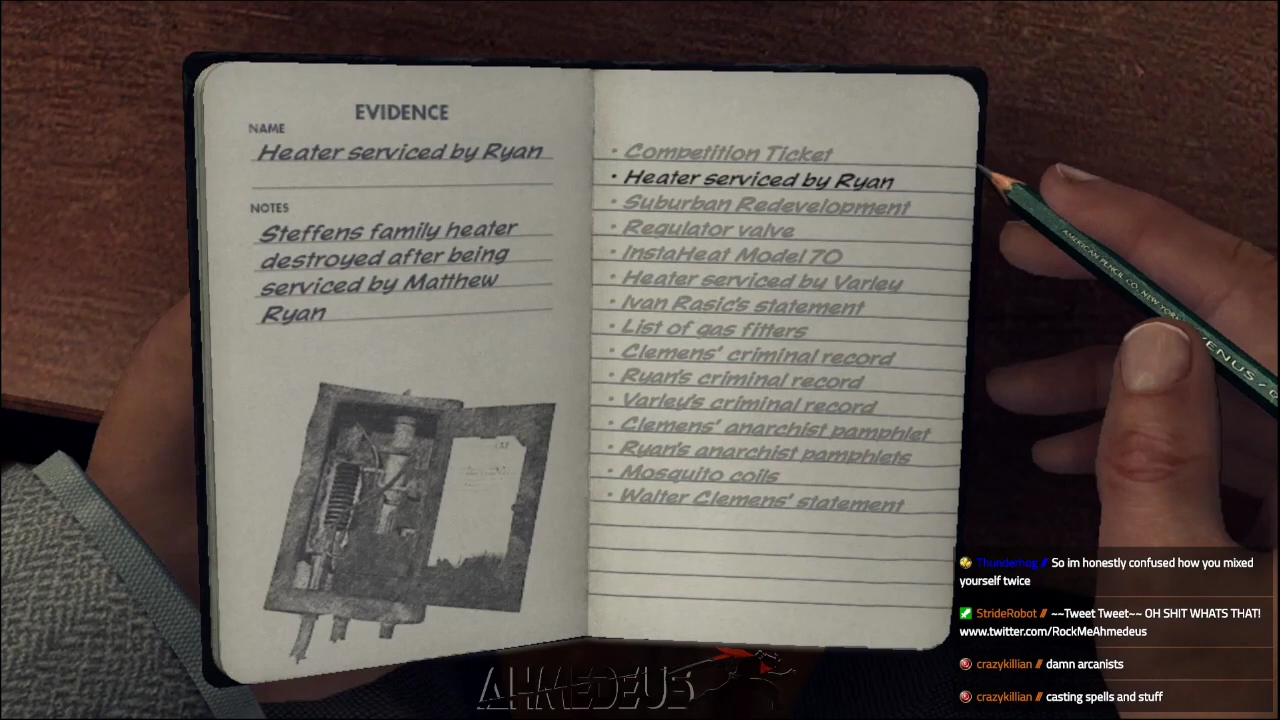 EVIDENCE
NAME
Heater serviced by Ryan
NOTES
Steffens family heater
destroyed after being
serviced by Matthew
Ryan
• Competition Ticket
• Heater serviced by Ryan
• Suburban Redevelopment
• Regulator valve
• InstaHeat Model 70
• Heater serviced by Varley
• Ivan Rasic's statement
• List of gas fitters
• Clemens' criminal record
• Ryan's criminal record
• Varley's criminal record
• Clemens' anarchist pamphlet
• Ryan's anarchist pamphlets
• Mosquito coils
• Walter Clemens' statement
AMERICAN PENCIL CO. NEW YORK
VENUS
Thundermog // So im honestly confused how you mixed
yourself twice
StrideRobot // ~~Tweet Tweet~~ OH SHIT WHATS THAT!
www.twitter.com/RockMeAhmedeus
crazykillian // damn arcanists
crazykillian // casting spells and stuff
AHMEDEUS